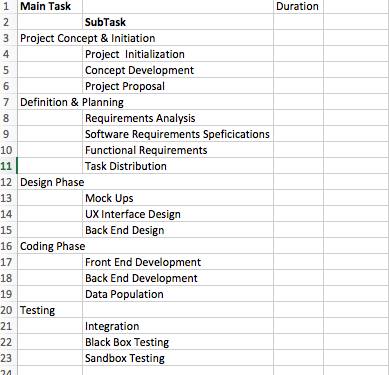 1 Main Task Duration
2 SubTask
3 Project Concept & Initiation
4 Project Initialization
5 Concept Development
6 Project Proposal
7 Definition & Planning
8 Requirements Analysis
9 Software Requirements Speficications
10 Functional Requirements
11 Task Distribution
12 Design Phase
13 Mock Ups
14 UX Interface Design
15 Back End Design
16 Coding Phase
17 Front End Development
18 Back End Development
19 Data Population
20 Testing
21 Integration
22 Black Box Testing
23 Sandbox Testing
24